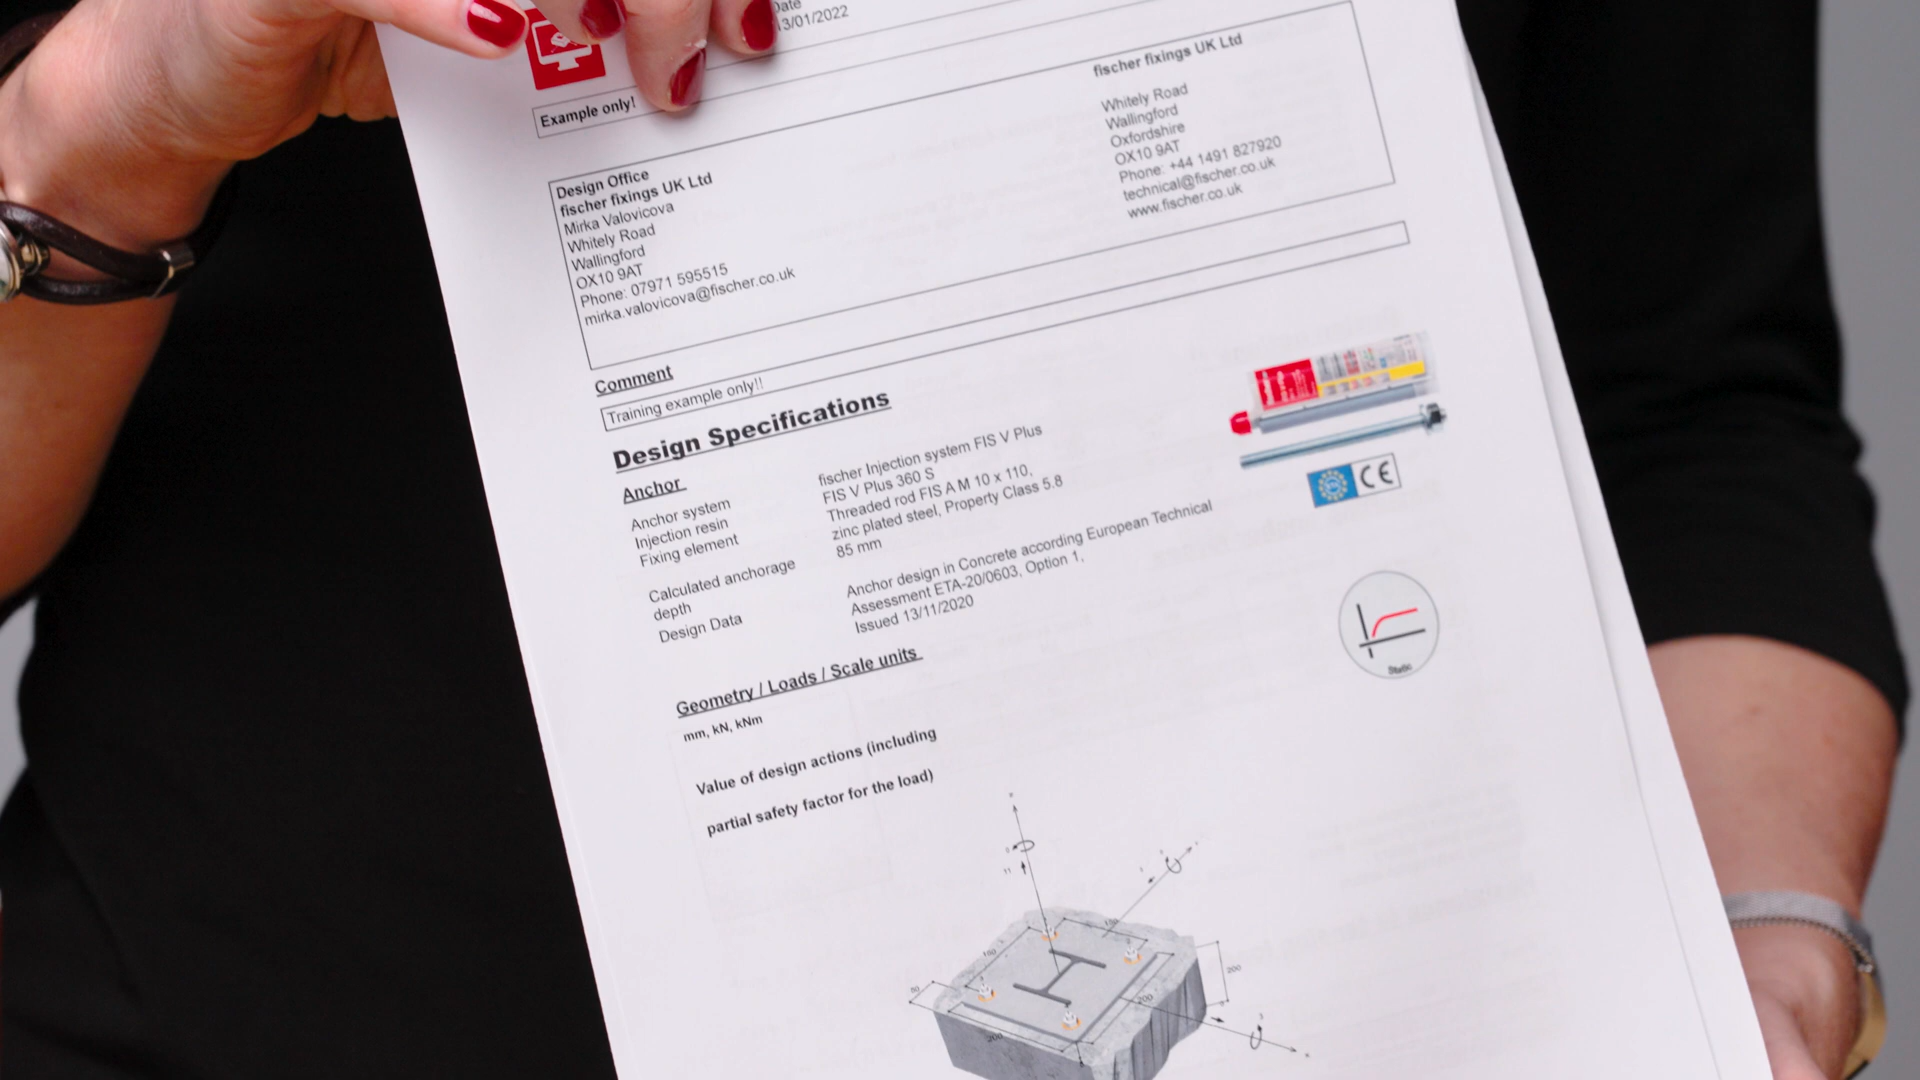 Date
13/01/2022
Example only!
Design Office
fischer fixings UK Ltd
Mirka Valovicova
Whitely Road
Wallingford
OX10 9AT
Phone: 07971 595515
mirka.valovicova@fischer.co.uk
fischer fixings UK Ltd
Whitely Road
Wallingford
Oxfordshire
OX10 9AT
Phone: +44 1491 827920
technical@fischer.co.uk
www.fischer.co.uk
Comment
Training example only!!
Design Specifications
Anchor
Anchor system fischer Injection system FIS V Plus
Injection resin FIS V Plus 360 S
Fixing element Threaded rod FIS A M 10 x 110,
zinc plated steel, Property Class 5.8
Calculated anchorage 85 mm
depth
Design Data Anchor design in Concrete according European Technical
Assessment ETA-20/0603, Option 1,
Issued 13/11/2020
CE
Static
Geometry / Loads / Scale units
mm, kN, kNm
Value of design actions (including
partial safety factor for the load)
200
200
200